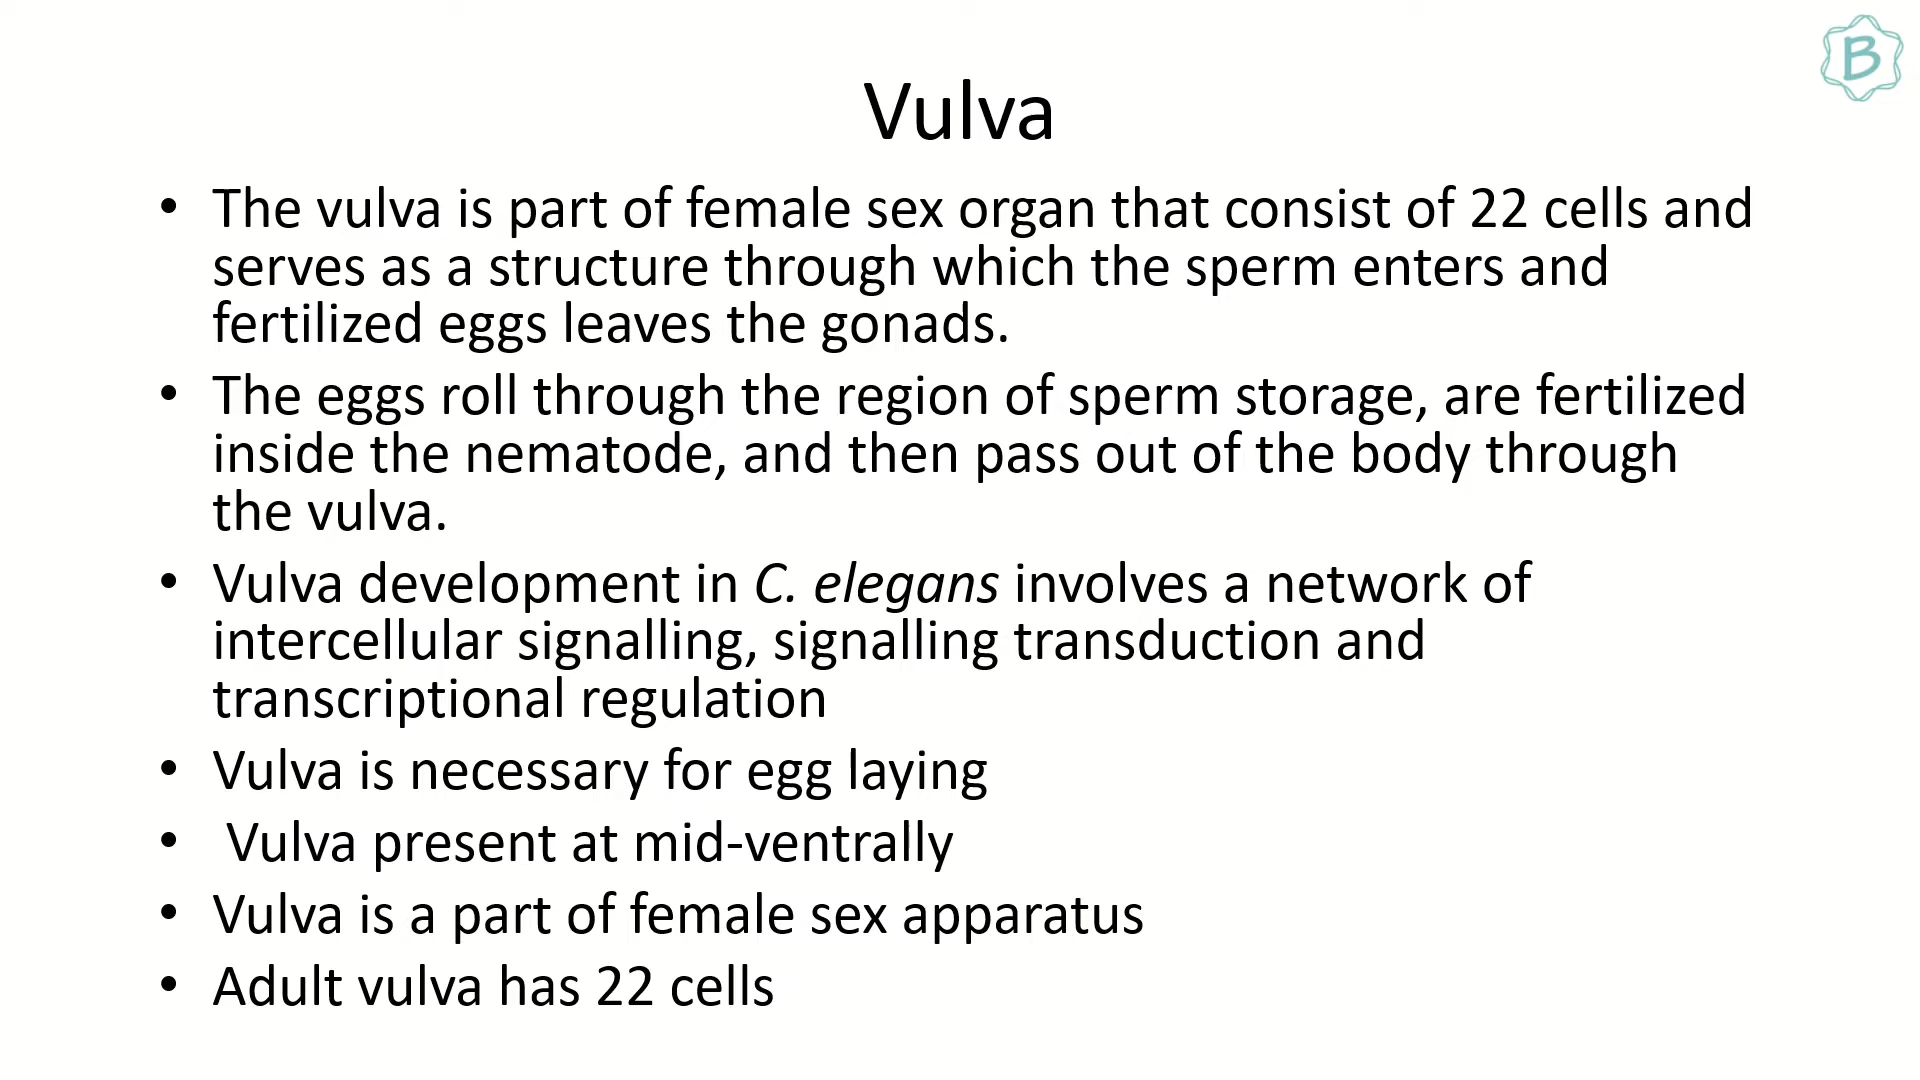 B
Vulva
• The vulva is part of female sex organ that consist of 22 cells and
serves as a structure through which the sperm enters and
fertilized eggs leaves the gonads.
• The eggs roll through the region of sperm storage, are fertilized
inside the nematode, and then pass out of the body through
the vulva.
• Vulva development in C. elegans involves a network of
intercellular signalling, signalling transduction and
transcriptional regulation
• Vulva is necessary for egg laying
• Vulva present at mid-ventrally
• Vulva is a part of female sex apparatus
• Adult vulva has 22 cells